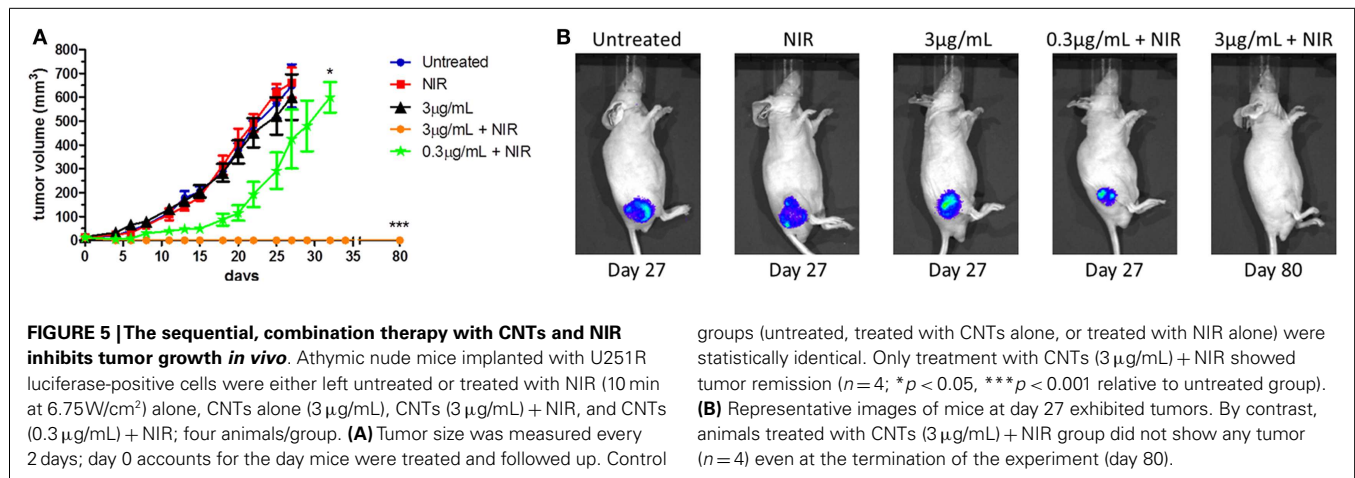 A
800
700
600
500
400
300
200
100
0
tumor volume (mm³)
0 5 10 15 20 25 30 35 80
days
*
***
Untreated
NIR
3µg/mL
3µg/mL + NIR
0.3µg/mL + NIR
B
Untreated NIR 3µg/mL 0.3µg/mL + NIR 3µg/mL + NIR
Day 27 Day 27 Day 27 Day 27 Day 80
FIGURE 5 | The sequential, combination therapy with CNTs and NIR
inhibits tumor growth in vivo. Athymic nude mice implanted with U251R
luciferase-positive cells were either left untreated or treated with NIR (10 min
at 6.75 W/cm²) alone, CNTs alone (3 µg/mL), CNTs (3 µg/mL) + NIR, and CNTs
(0.3 µg/mL) + NIR; four animals/group. (A) Tumor size was measured every
2 days; day 0 accounts for the day mice were treated and followed up. Control
groups (untreated, treated with CNTs alone, or treated with NIR alone) were
statistically identical. Only treatment with CNTs (3 µg/mL) + NIR showed
tumor remission (n = 4; *p < 0.05, ***p < 0.001 relative to untreated group).
(B) Representative images of mice at day 27 exhibited tumors. By contrast,
animals treated with CNTs (3 µg/mL) + NIR group did not show any tumor
(n = 4) even at the termination of the experiment (day 80).